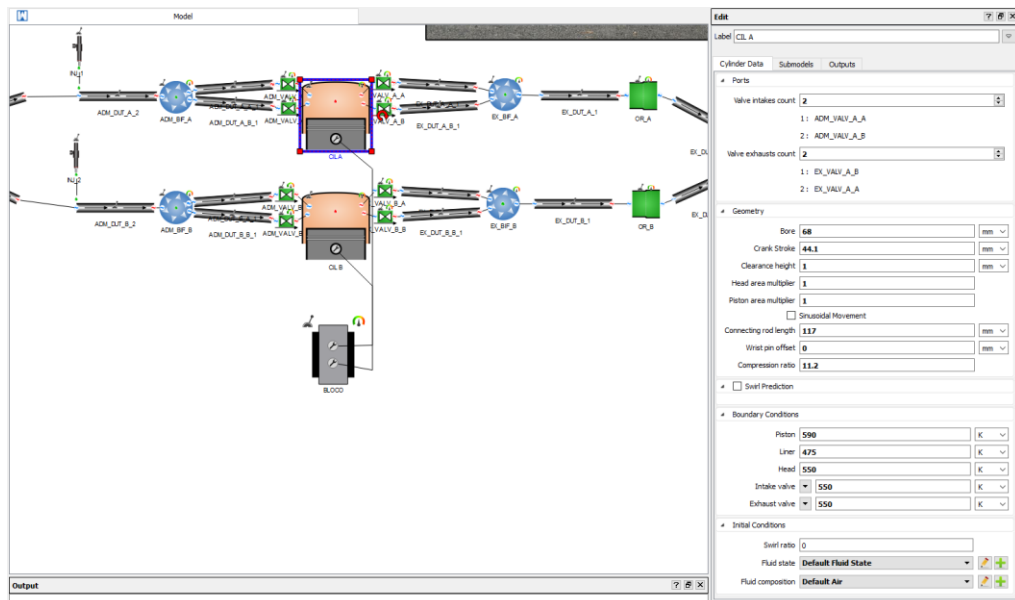 Model
Edit
Label CIL A
Cylinder Data Submodels Outputs
Ports
Valve intakes count 2
1: ADM_VALV_A_A
2: ADM_VALV_A_B
Valve exhausts count 2
1: EX_VALV_A_B
2: EX_VALV_A_A
Geometry
Bore 68 mm
Crank Stroke 44.1 mm
Clearance height 1 mm
Head area multiplier 1
Piston area multiplier 1
Sinusoidal Movement
Connecting rod length 117 mm
Wrist pin offset 0 mm
Compression ratio 11.2
Swirl Prediction
Boundary Conditions
Piston 590 K
Liner 475 K
Head 550 K
Intake valve 550 K
Exhaust valve 550 K
Initial Conditions
Swirl ratio 0
Fluid state Default Fluid State
Fluid composition Default Air
INJ_1
ADM_DUT_A_2
ADM_BIF_A
ADM_DUT_A_B_1
CIL A
VALV_A_A
VALV_A_B
EX_DUT_A_B_1
EX_BIF_A
EX_DUT_A_1
OR_A
INJ_2
ADM_DUT_B_2
ADM_BIF_B
ADM_DUT_B_B_1
CIL B
EX_DUT_B_B_1
EX_BIF_B
EX_DUT_B_1
OR_B
BLOCO
Output